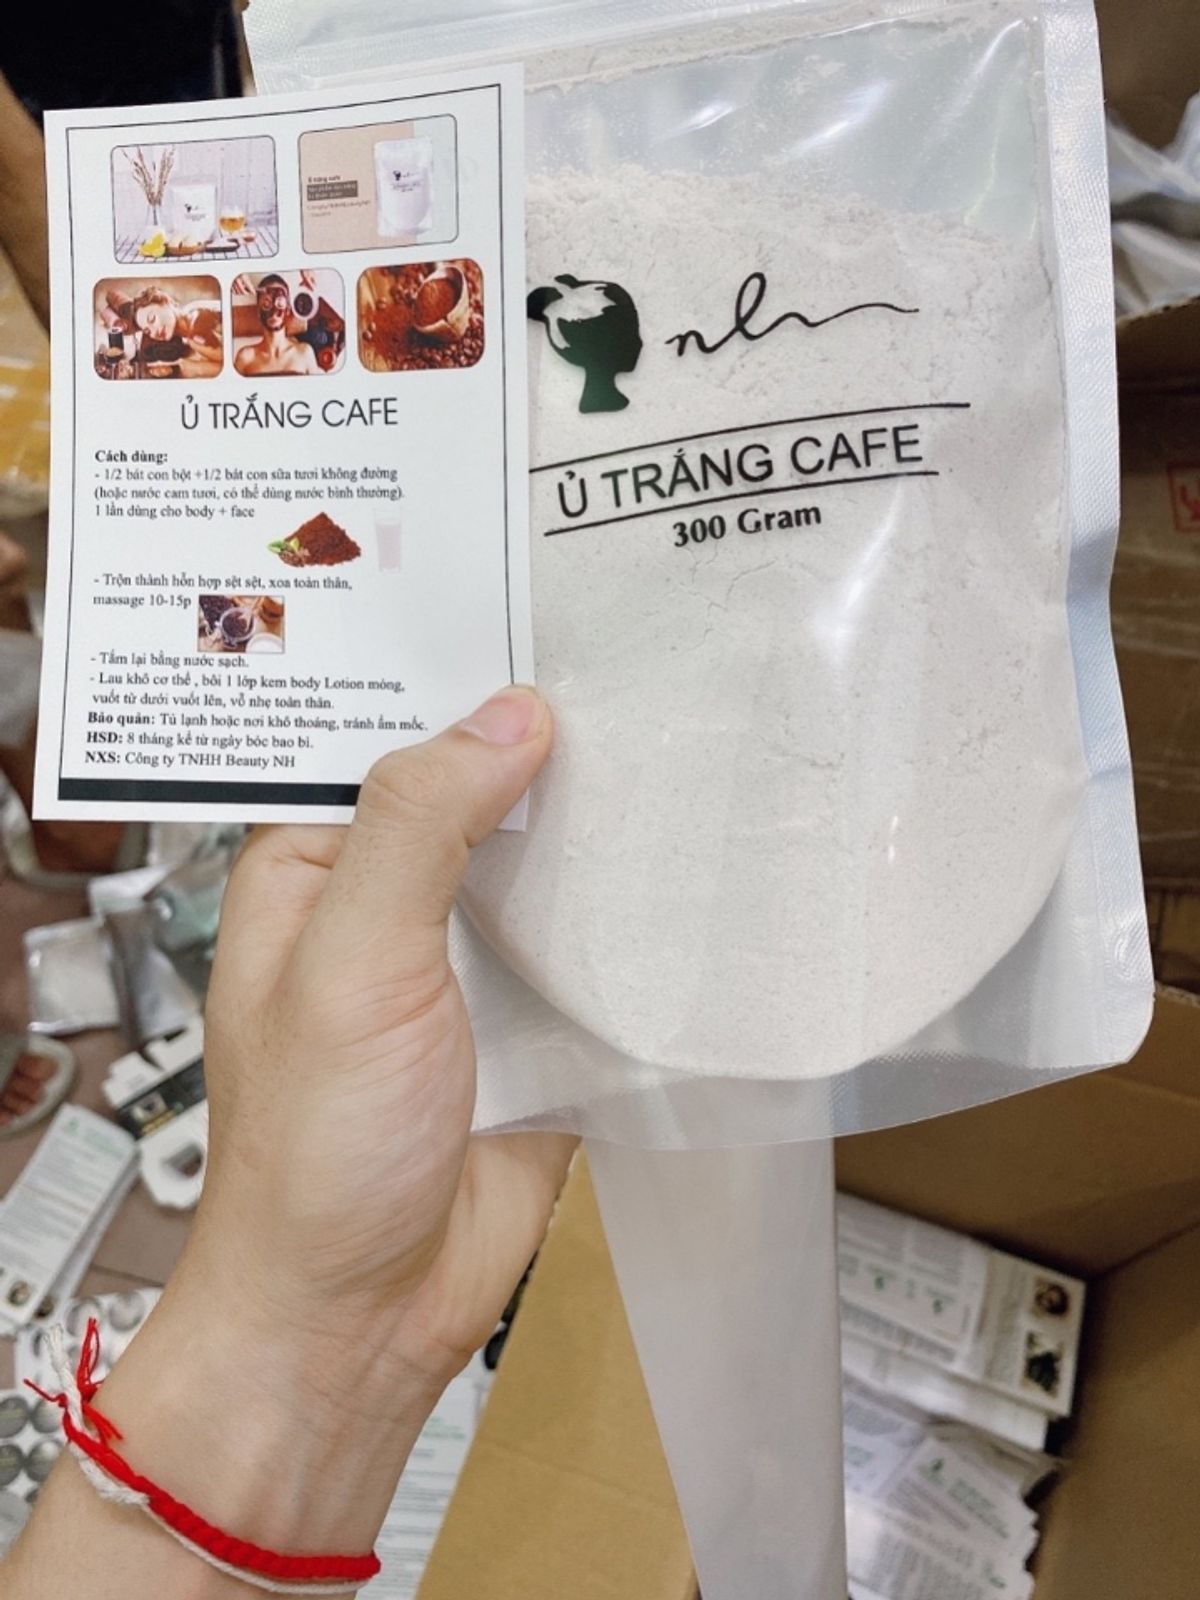 Ủ TRẮNG CAFE
Cách dùng:
- 1/2 bát con bột +1/2 bát con sữa tươi không đường
(hoặc nước cam tươi, có thể dùng nước bình thường).
1 lần dùng cho body + face
- Trộn thành hỗn hợp sệt sệt, xoa toàn thân,
massage 10-15p
- Tắm lại bằng nước sạch.
- Lau khô cơ thể , bôi 1 lớp kem body Lotion mỏng,
vuốt từ dưới vuốt lên, vỗ nhẹ toàn thân.
Bảo quản: Tủ lạnh hoặc nơi khô thoáng, tránh ẩm mốc.
HSD: 8 tháng kể từ ngày bóc bao bì.
NXS: Công ty TNHH Beauty NH
nh
Ủ TRẮNG CAFE
300 Gram